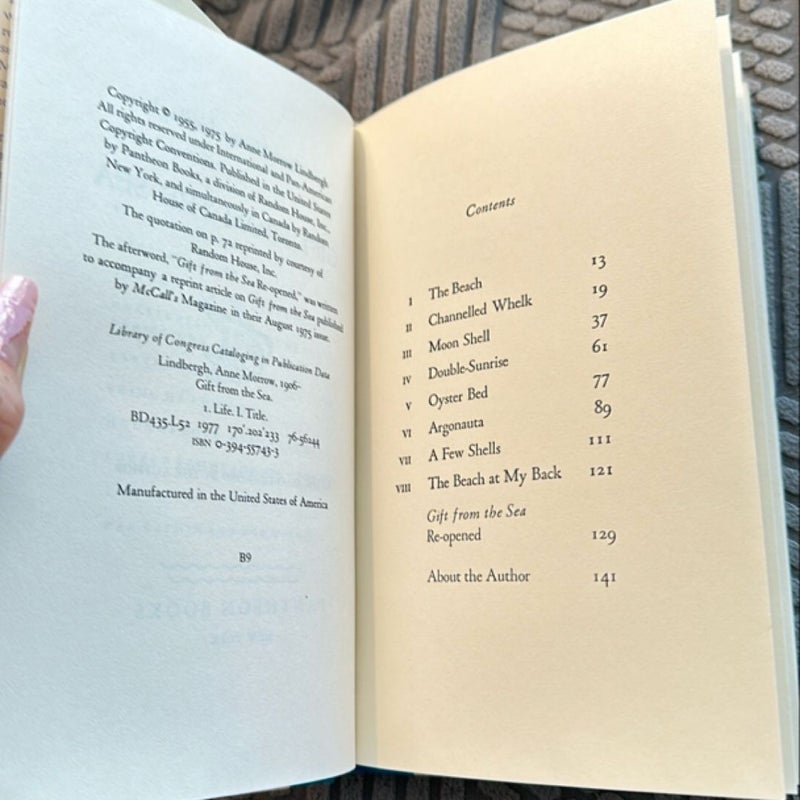 Copyright © 1955, 1975 by Anne Morrow Lindbergh
All rights reserved under International and Pan-American
Copyright Conventions. Published in the United States
by Pantheon Books, a division of Random House, Inc.,
New York, and simultaneously in Canada by Random
House of Canada Limited, Toronto.
The quotation on p. 72 reprinted by courtesy of
Random House, Inc.
The afterword, "Gift from the Sea Re-opened," was written
to accompany a reprint article on Gift from the Sea published
by McCall's Magazine in their August 1975 issue.
Library of Congress Cataloging in Publication Data
Lindbergh, Anne Morrow, 1906–
Gift from the Sea.
1. Life. I. Title.
BD435.L52 1977 170'.202'233 76-56244
ISBN 0-394-55743-3
Manufactured in the United States of America
B9
Contents
I The Beach 13
II Channelled Whelk 19
III Moon Shell 37
IV Double-Sunrise 61
V Oyster Bed 77
VI Argonauta 89
VII A Few Shells 111
VIII The Beach at My Back 121
Gift from the Sea
Re-opened 129
About the Author 141